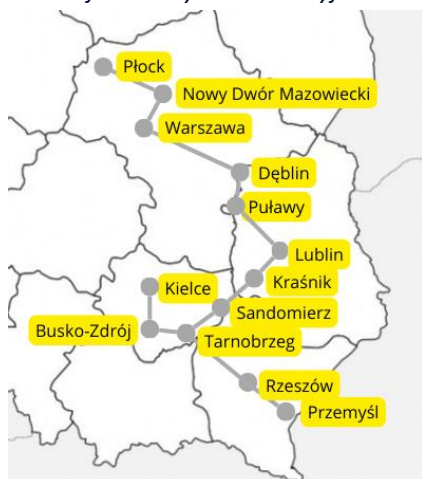 Płock
Nowy Dwór Mazowiecki
Warszawa
Dęblin
Puławy
Lublin
Kraśnik
Kielce
Sandomierz
Busko-Zdrój
Tarnobrzeg
Rzeszów
Przemyśl